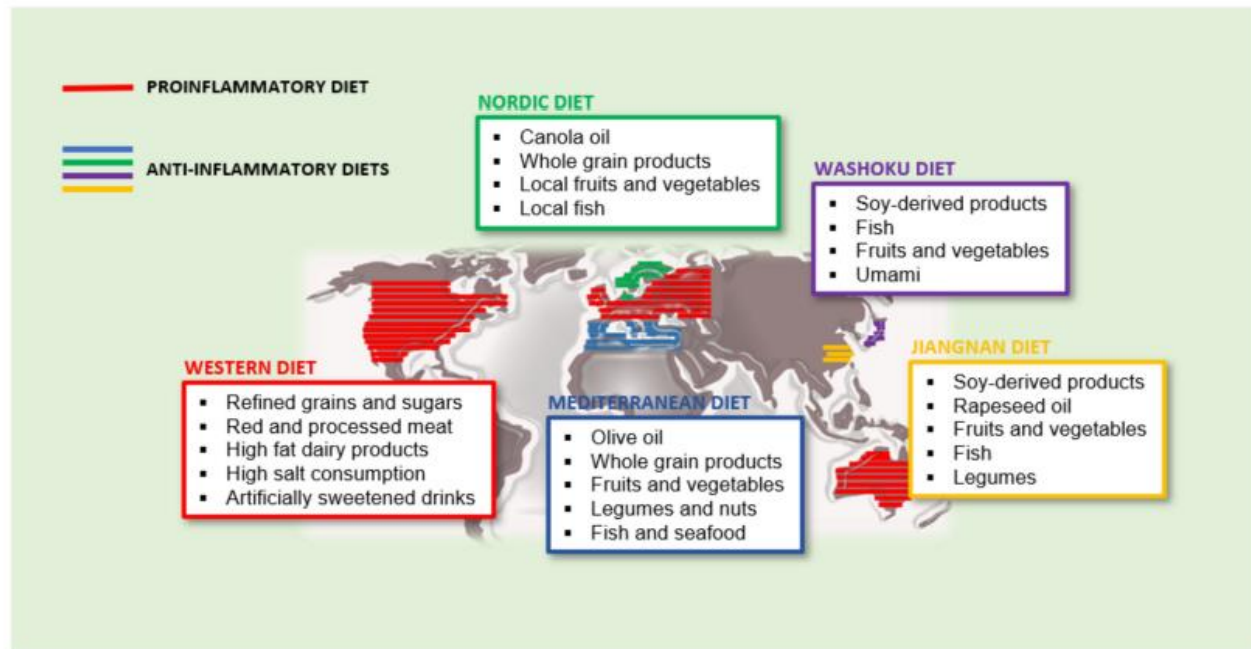 PROINFLAMMATORY DIET
ANTI-INFLAMMATORY DIETS
NORDIC DIET
▪ Canola oil
▪ Whole grain products
▪ Local fruits and vegetables
▪ Local fish
WASHOKU DIET
▪ Soy-derived products
▪ Fish
▪ Fruits and vegetables
▪ Umami
WESTERN DIET
▪ Refined grains and sugars
▪ Red and processed meat
▪ High fat dairy products
▪ High salt consumption
▪ Artificially sweetened drinks
MEDITERRANEAN DIET
▪ Olive oil
▪ Whole grain products
▪ Fruits and vegetables
▪ Legumes and nuts
▪ Fish and seafood
JIANGNAN DIET
▪ Soy-derived products
▪ Rapeseed oil
▪ Fruits and vegetables
▪ Fish
▪ Legumes